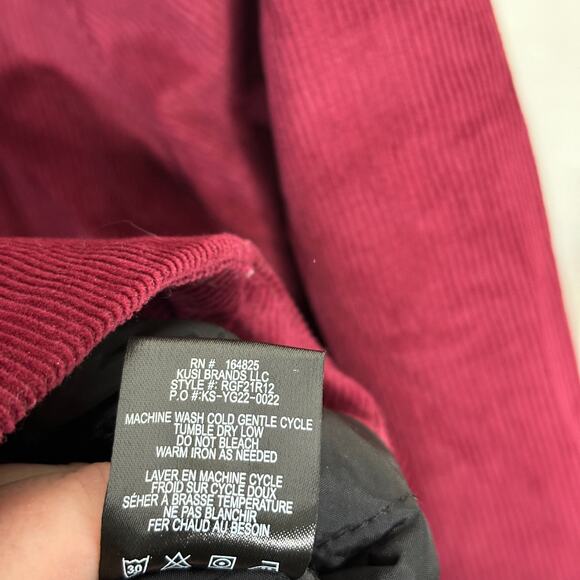 RN # 164825
KUSI BRANDS LLC
STYLE #: RGF21R12
P.O #:KS-YG22-0022
MACHINE WASH COLD GENTLE CYCLE
TUMBLE DRY LOW
DO NOT BLEACH
WARM IRON AS NEEDED
LAVER EN MACHINE CYCLE
FROID SUR CYCLE DOUX
SÉHER A BRASSE TEMPÉRATURE
NE PAS BLANCHIR
FER CHAUD AU BESOIN
30